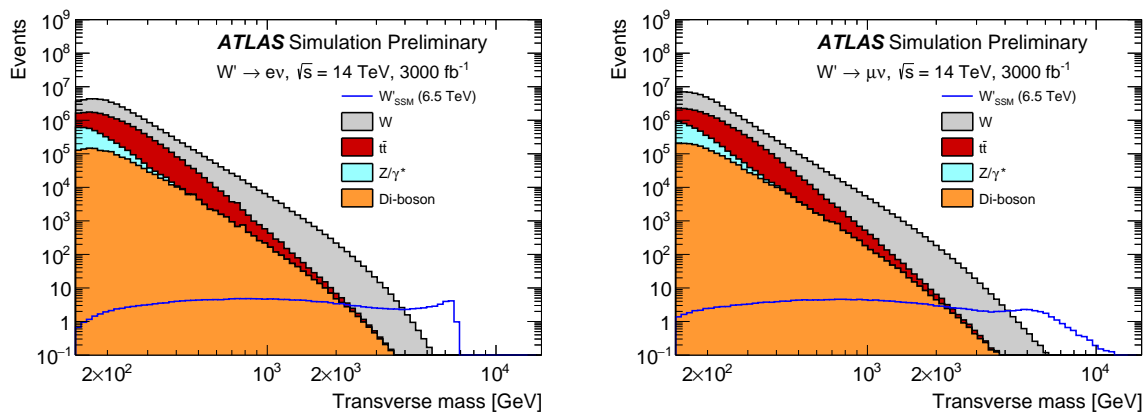 Events
10⁹
10⁸
10⁷
10⁶
10⁵
10⁴
10³
10²
10
1
10⁻¹
ATLAS Simulation Preliminary
W' → eν, √s = 14 TeV, 3000 fb⁻¹
W'SSM (6.5 TeV)
W
tt̄
Z/γ*
Di-boson
2×10² 10³ 2×10³ 10⁴
Transverse mass [GeV]
Events
10⁹
10⁸
10⁷
10⁶
10⁵
10⁴
10³
10²
10
1
10⁻¹
ATLAS Simulation Preliminary
W' → μν, √s = 14 TeV, 3000 fb⁻¹
W'SSM (6.5 TeV)
W
tt̄
Z/γ*
Di-boson
2×10² 10³ 2×10³ 10⁴
Transverse mass [GeV]